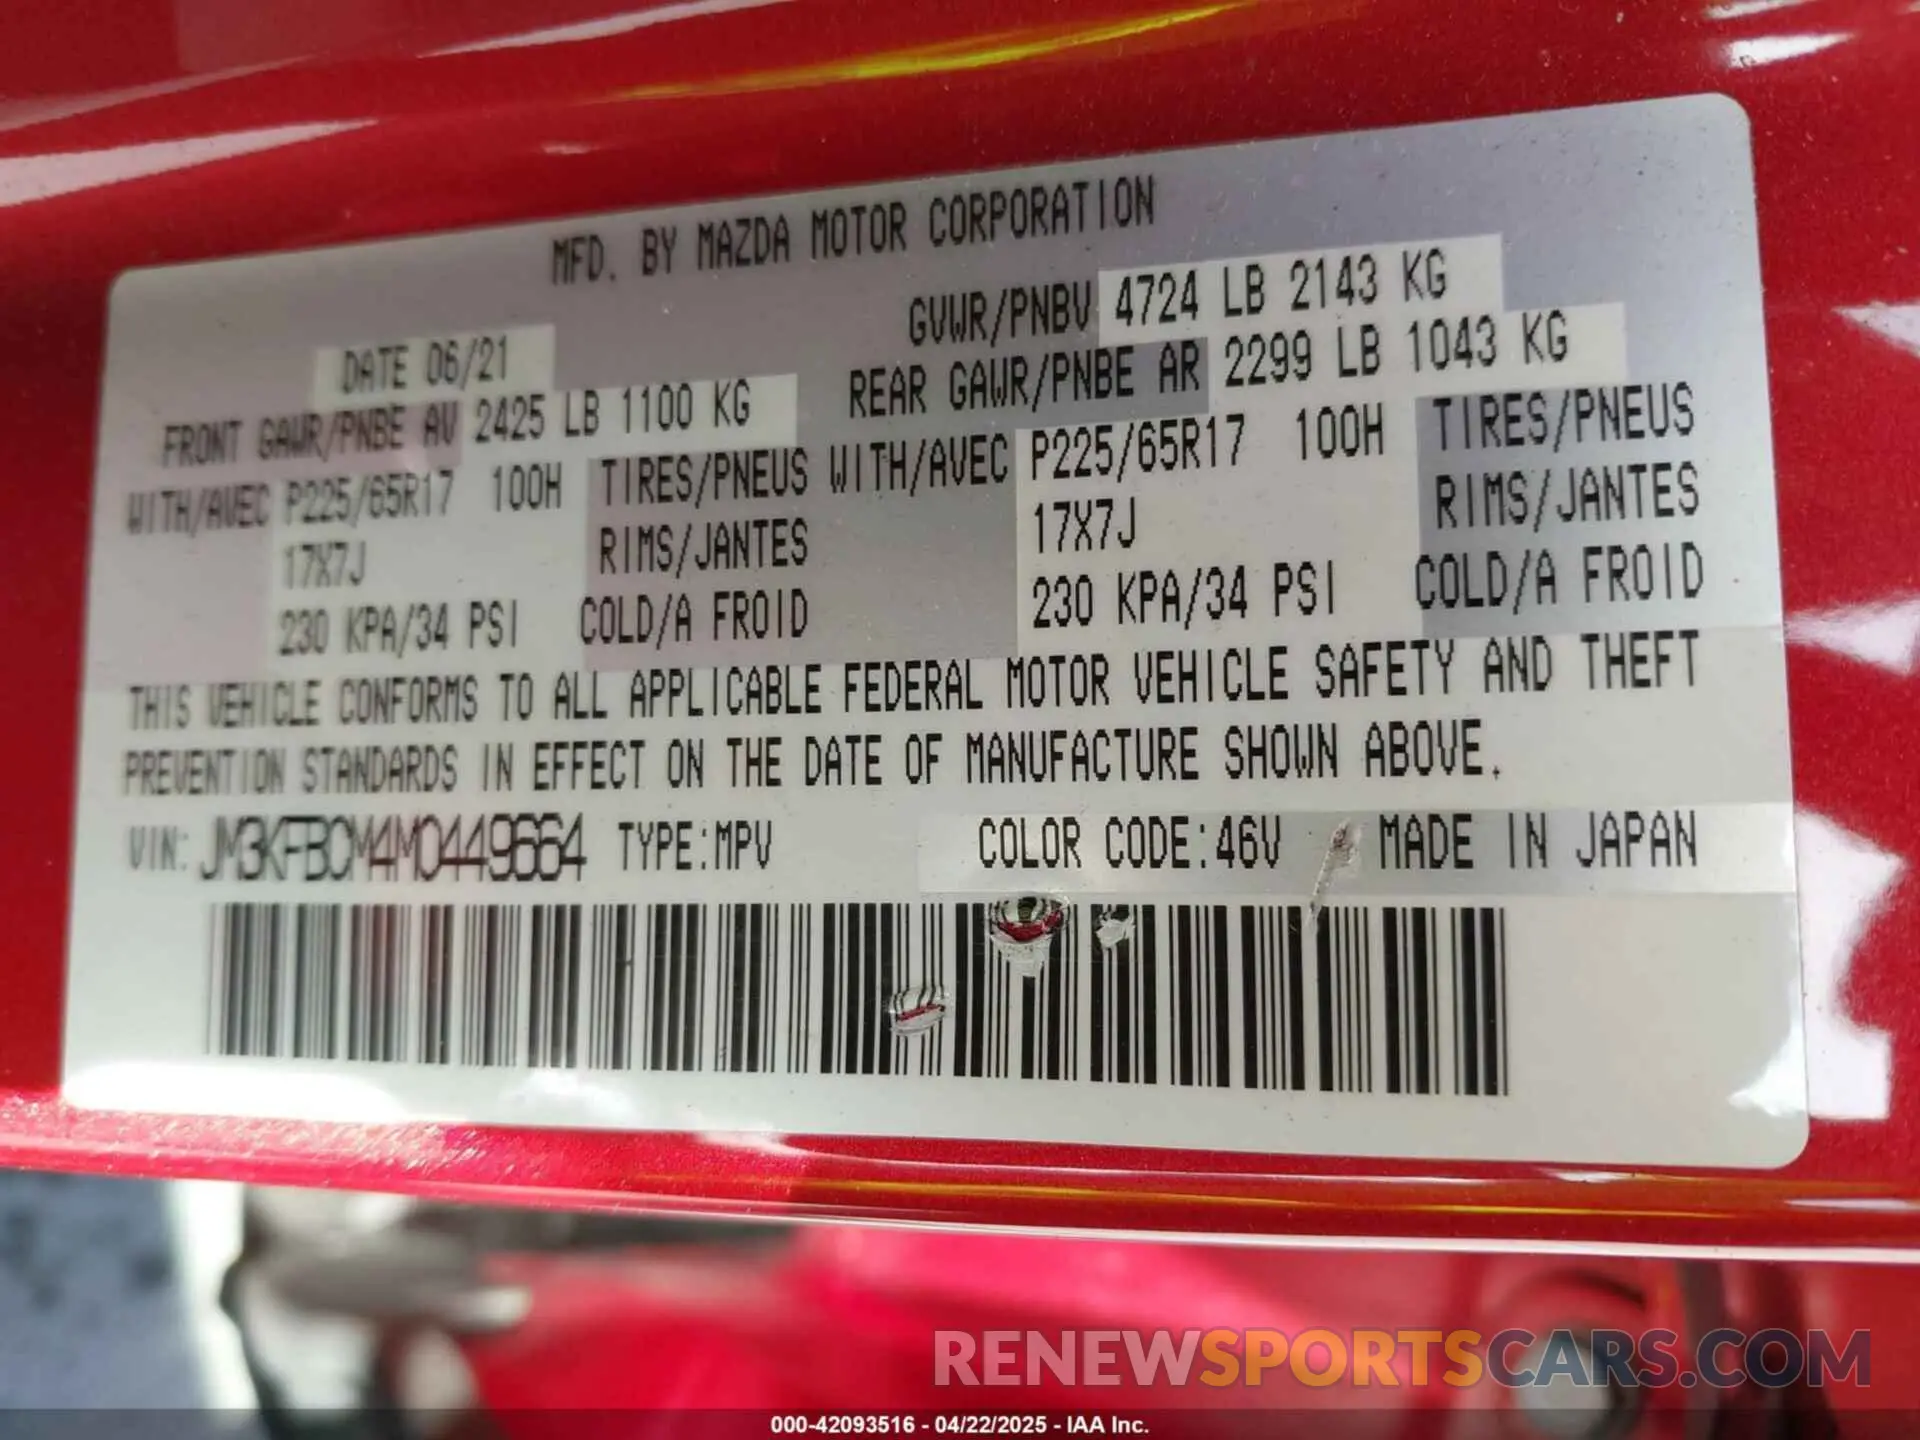 MFD. BY MAZDA MOTOR CORPORATION
DATE 06/21 GVWR/PNBV 4724 LB 2143 KG
FRONT GAWR/PNBE AV 2425 LB 1100 KG REAR GAWR/PNBE AR 2299 LB 1043 KG
WITH/AVEC P225/65R17 100H TIRES/PNEUS WITH/AVEC P225/65R17 100H TIRES/PNEUS
17X7J RIMS/JANTES 17X7J RIMS/JANTES
230 KPA/34 PSI COLD/A FROID 230 KPA/34 PSI COLD/A FROID
THIS VEHICLE CONFORMS TO ALL APPLICABLE FEDERAL MOTOR VEHICLE SAFETY AND THEFT
PREVENTION STANDARDS IN EFFECT ON THE DATE OF MANUFACTURE SHOWN ABOVE.
VIN: JM3KFBCM4M0449664 TYPE:MPV COLOR CODE:46V MADE IN JAPAN
RENEWSPORTSCARS.COM
000-42093516 - 04/22/2025 - IAA Inc.